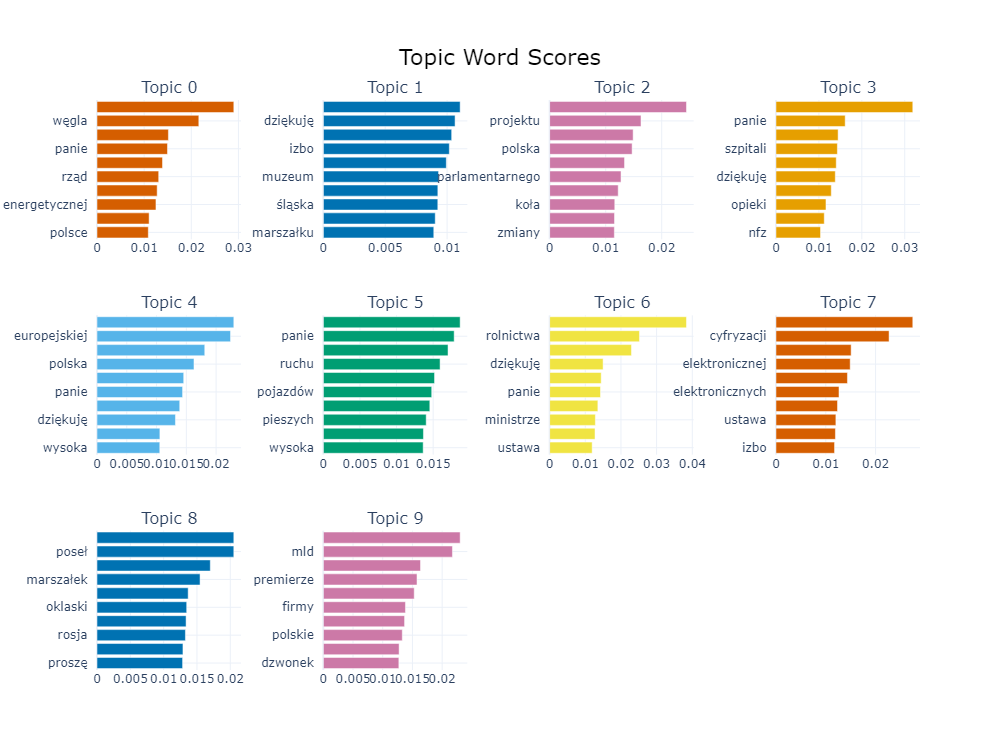 Topic Word Scores
Topic 0
węgla
panie
rząd
energetycznej
polsce
0 0.01 0.02 0.03
Topic 1
dziękuję
izbo
muzeum
śląska
marszałku
0 0.005 0.01
Topic 2
projektu
polska
parlamentarnego
koła
zmiany
0 0.01 0.02
Topic 3
panie
szpitali
dziękuję
opieki
nfz
0 0.01 0.02 0.03
Topic 4
europejskiej
polska
panie
dziękuję
wysoka
0 0.005 0.01 0.015 0.02
Topic 5
panie
ruchu
pojazdów
pieszych
wysoka
0 0.005 0.01 0.015
Topic 6
rolnictwa
dziękuję
panie
ministrze
ustawa
0 0.01 0.02 0.03 0.04
Topic 7
cyfryzacji
elektronicznej
elektronicznych
ustawa
izbo
0 0.01 0.02
Topic 8
poseł
marszałek
oklaski
rosja
proszę
0 0.005 0.01 0.015 0.02
Topic 9
mld
premierze
firmy
polskie
dzwonek
0 0.005 0.01 0.015 0.02